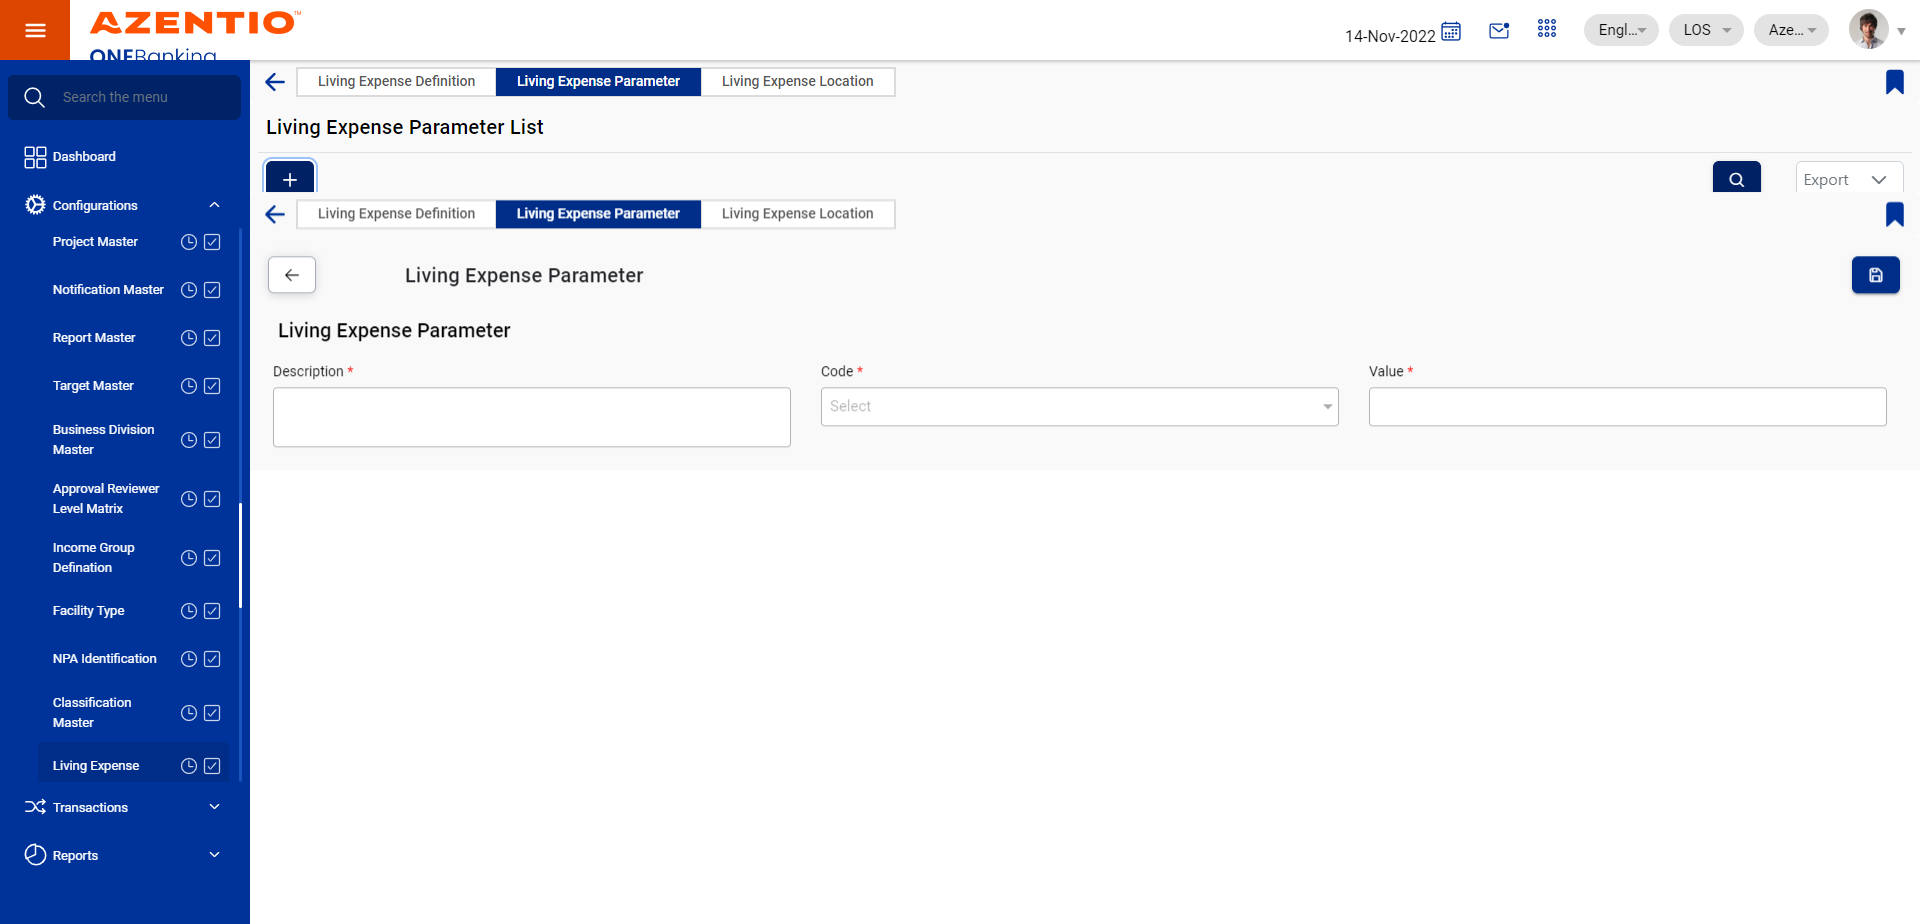 AZENTIO™
ONEBanking
14-Nov-2022
Engl...
LOS
Aze...
Search the menu
Dashboard
Configurations
Project Master
Notification Master
Report Master
Target Master
Business Division
Master
Approval Reviewer
Level Matrix
Income Group
Defination
Facility Type
NPA Identification
Classification
Master
Living Expense
Transactions
Reports
Living Expense Definition
Living Expense Parameter
Living Expense Location
Living Expense Parameter List
+
Export
Living Expense Definition
Living Expense Parameter
Living Expense Location
Living Expense Parameter
Living Expense Parameter
Description *
Code *
Value *
Select